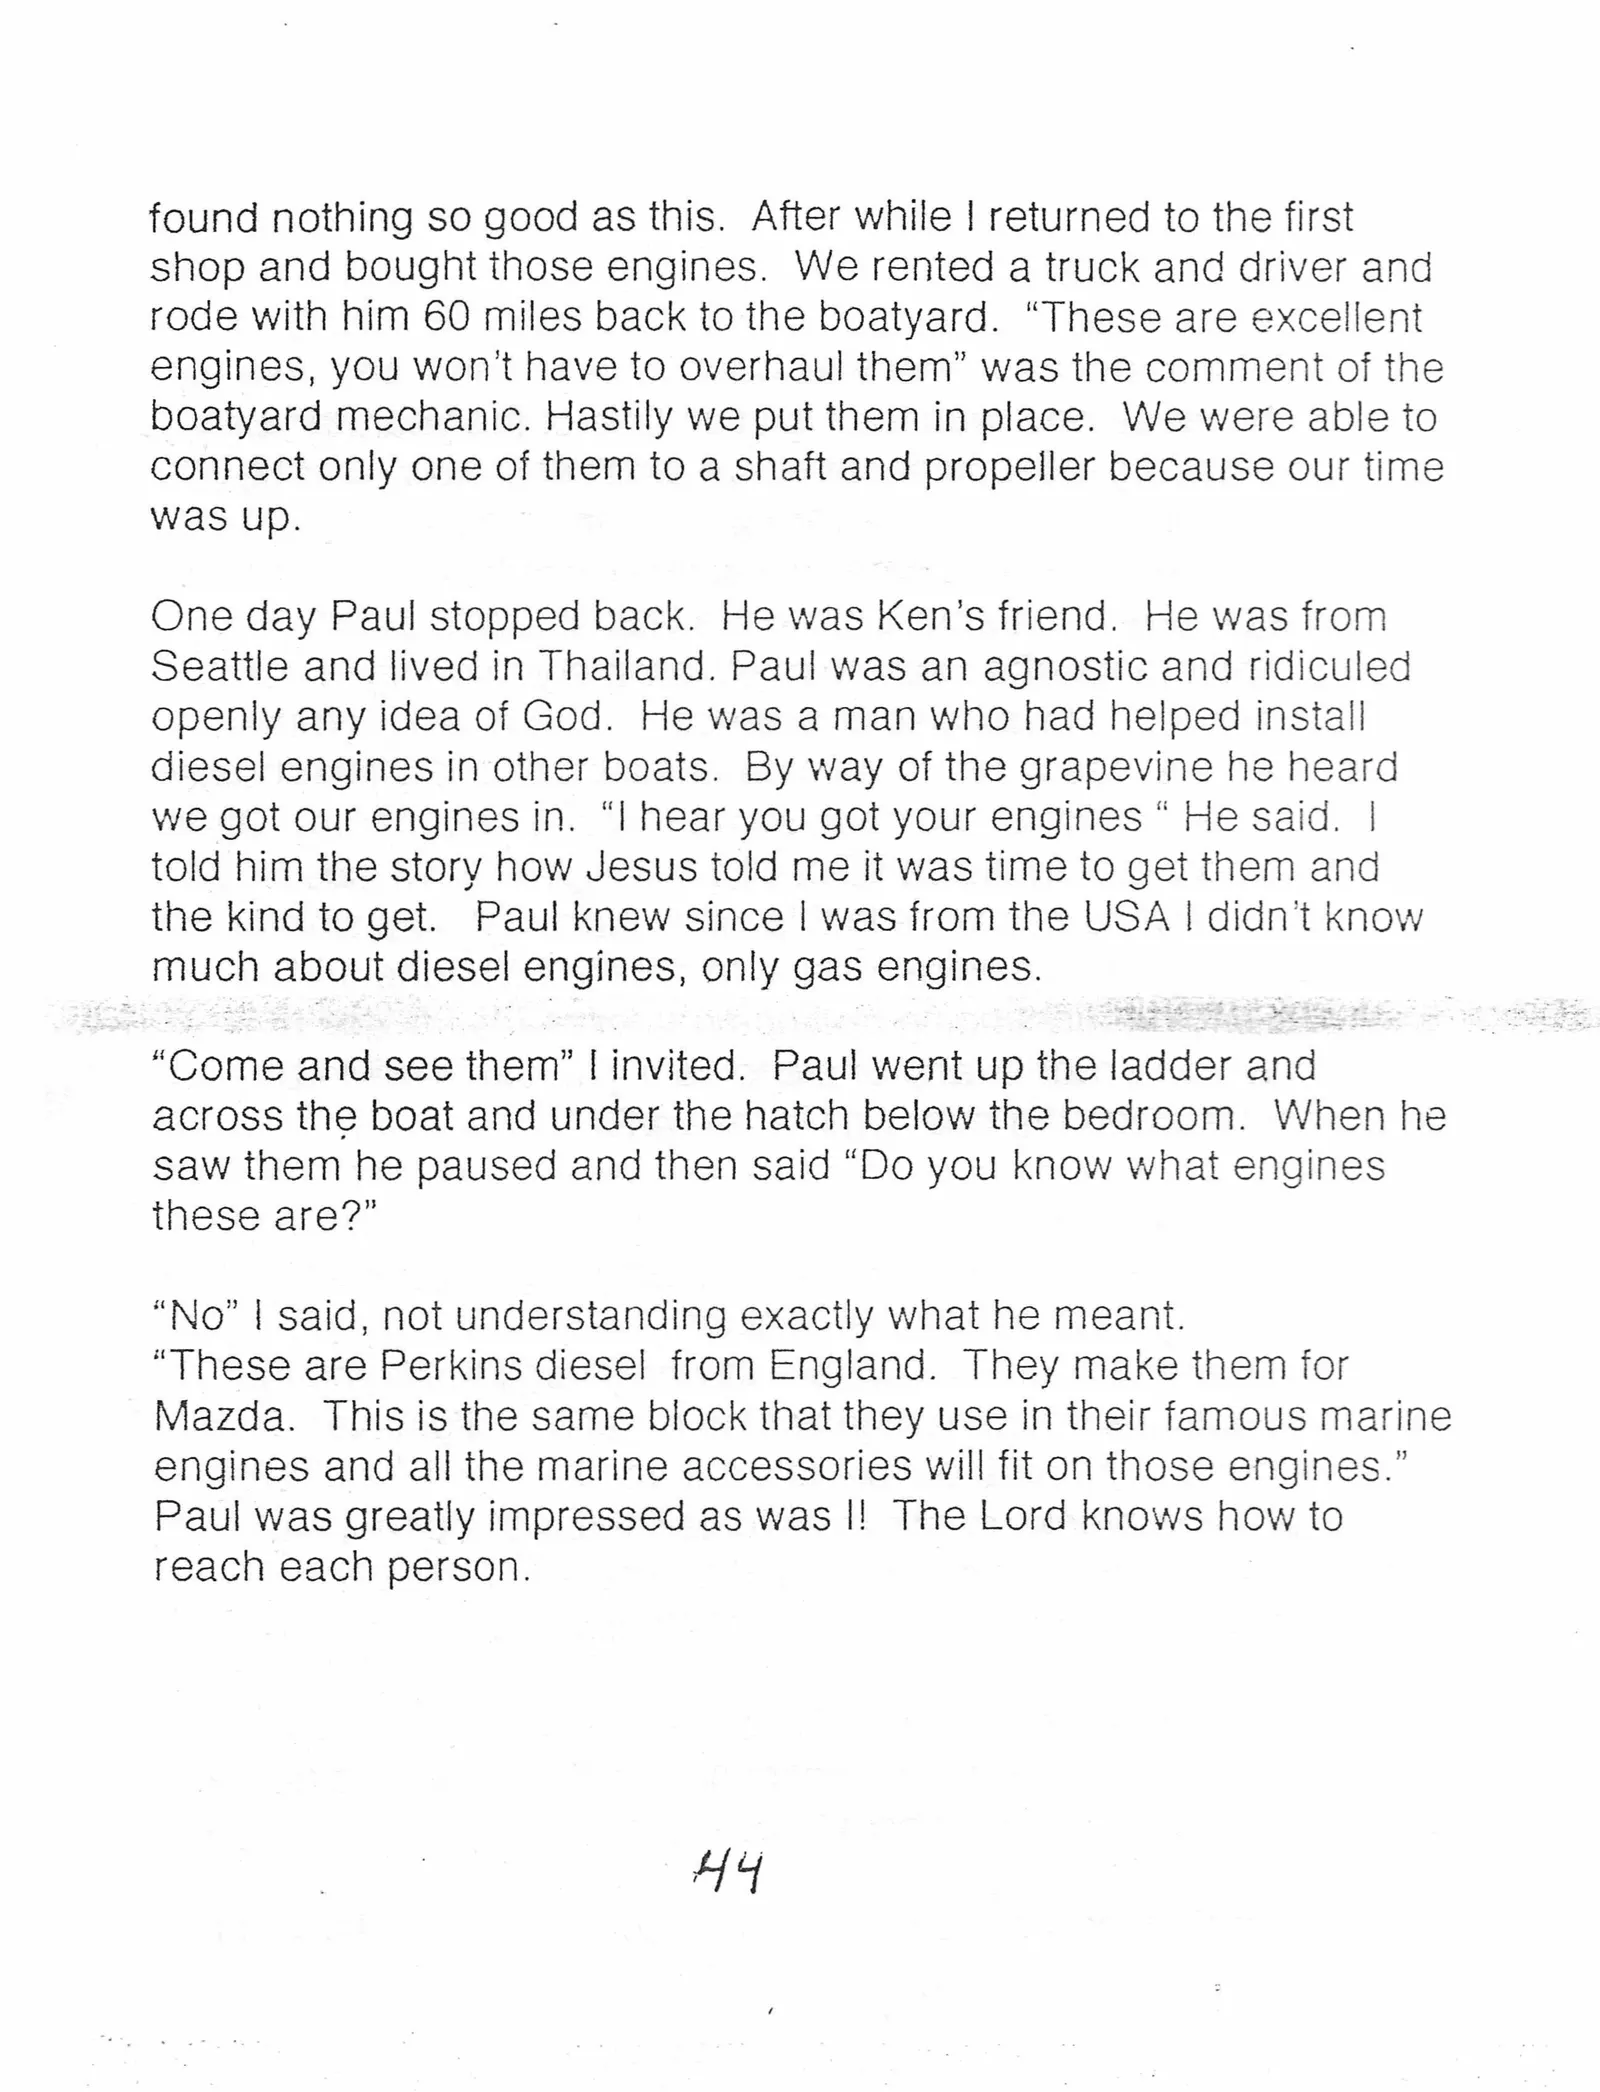 found nothing so good as this.  After while I returned to the first
shop and bought those engines.  We rented a truck and driver and
rode with him 60 miles back to the boatyard.  “These are excellent
engines, you won’t have to overhaul them” was the comment of the
boatyard mechanic. Hastily we put them in place.  We were able to
connect only one of them to a shaft and propeller because our time
was up.

One day Paul stopped back.  He was Ken’s friend.  He was from
Seattle and lived in Thailand. Paul was an agnostic and ridiculed
openly any idea of God.  He was a man who had helped install
diesel engines in other boats.  By way of the grapevine he heard
we got our engines in.  “I hear you got your engines “ He said.  I
told him the story how Jesus told me it was time to get them and
the kind to get.   Paul knew since I was from the USA I didn’t know
much about diesel engines, only gas engines.

“Come and see them” I invited.  Paul went up the ladder and
across the boat and under the hatch below the bedroom.  When he
saw them he paused and then said “Do you know what engines
these are?”

“No” I said, not understanding exactly what he meant.
“These are Perkins diesel  from England.  They make them for
Mazda.  This is the same block that they use in their famous marine
engines and all the marine accessories will fit on those engines.”
Paul was greatly impressed as was I!  The Lord knows how to
reach each person.

44